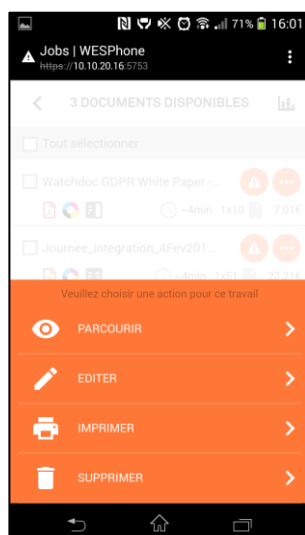 71% 16:01
Jobs | WESPhone
https://10.10.20.16:5753
3 DOCUMENTS DISPONIBLES
Tout sélectionner
Watchdoc GDPR White Paper -...
~4min 1x10 7.01€
Journee_integration_4Fev201...
~4min 1x51 23.21€
Veuillez choisir une action pour ce travail
PARCOURIR
EDITER
IMPRIMER
SUPPRIMER